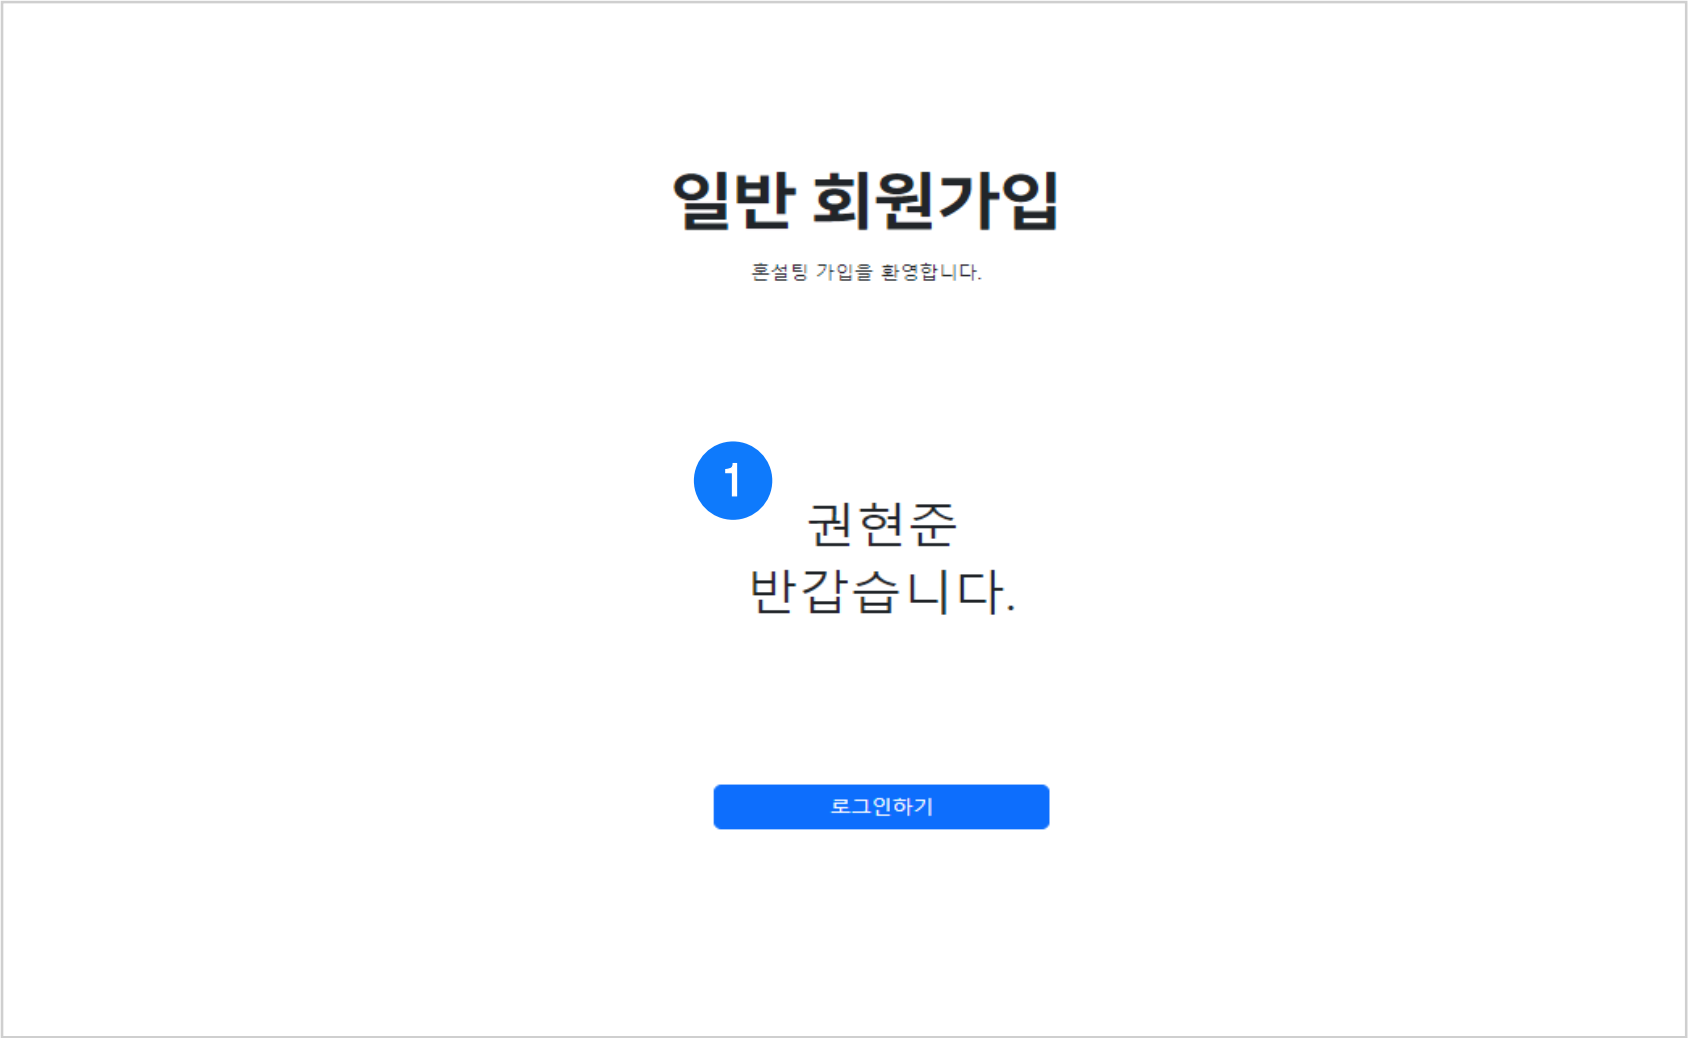 일반 회원가입
혼설팅 가입을 환영합니다.
1
권현준
반갑습니다.
로그인하기